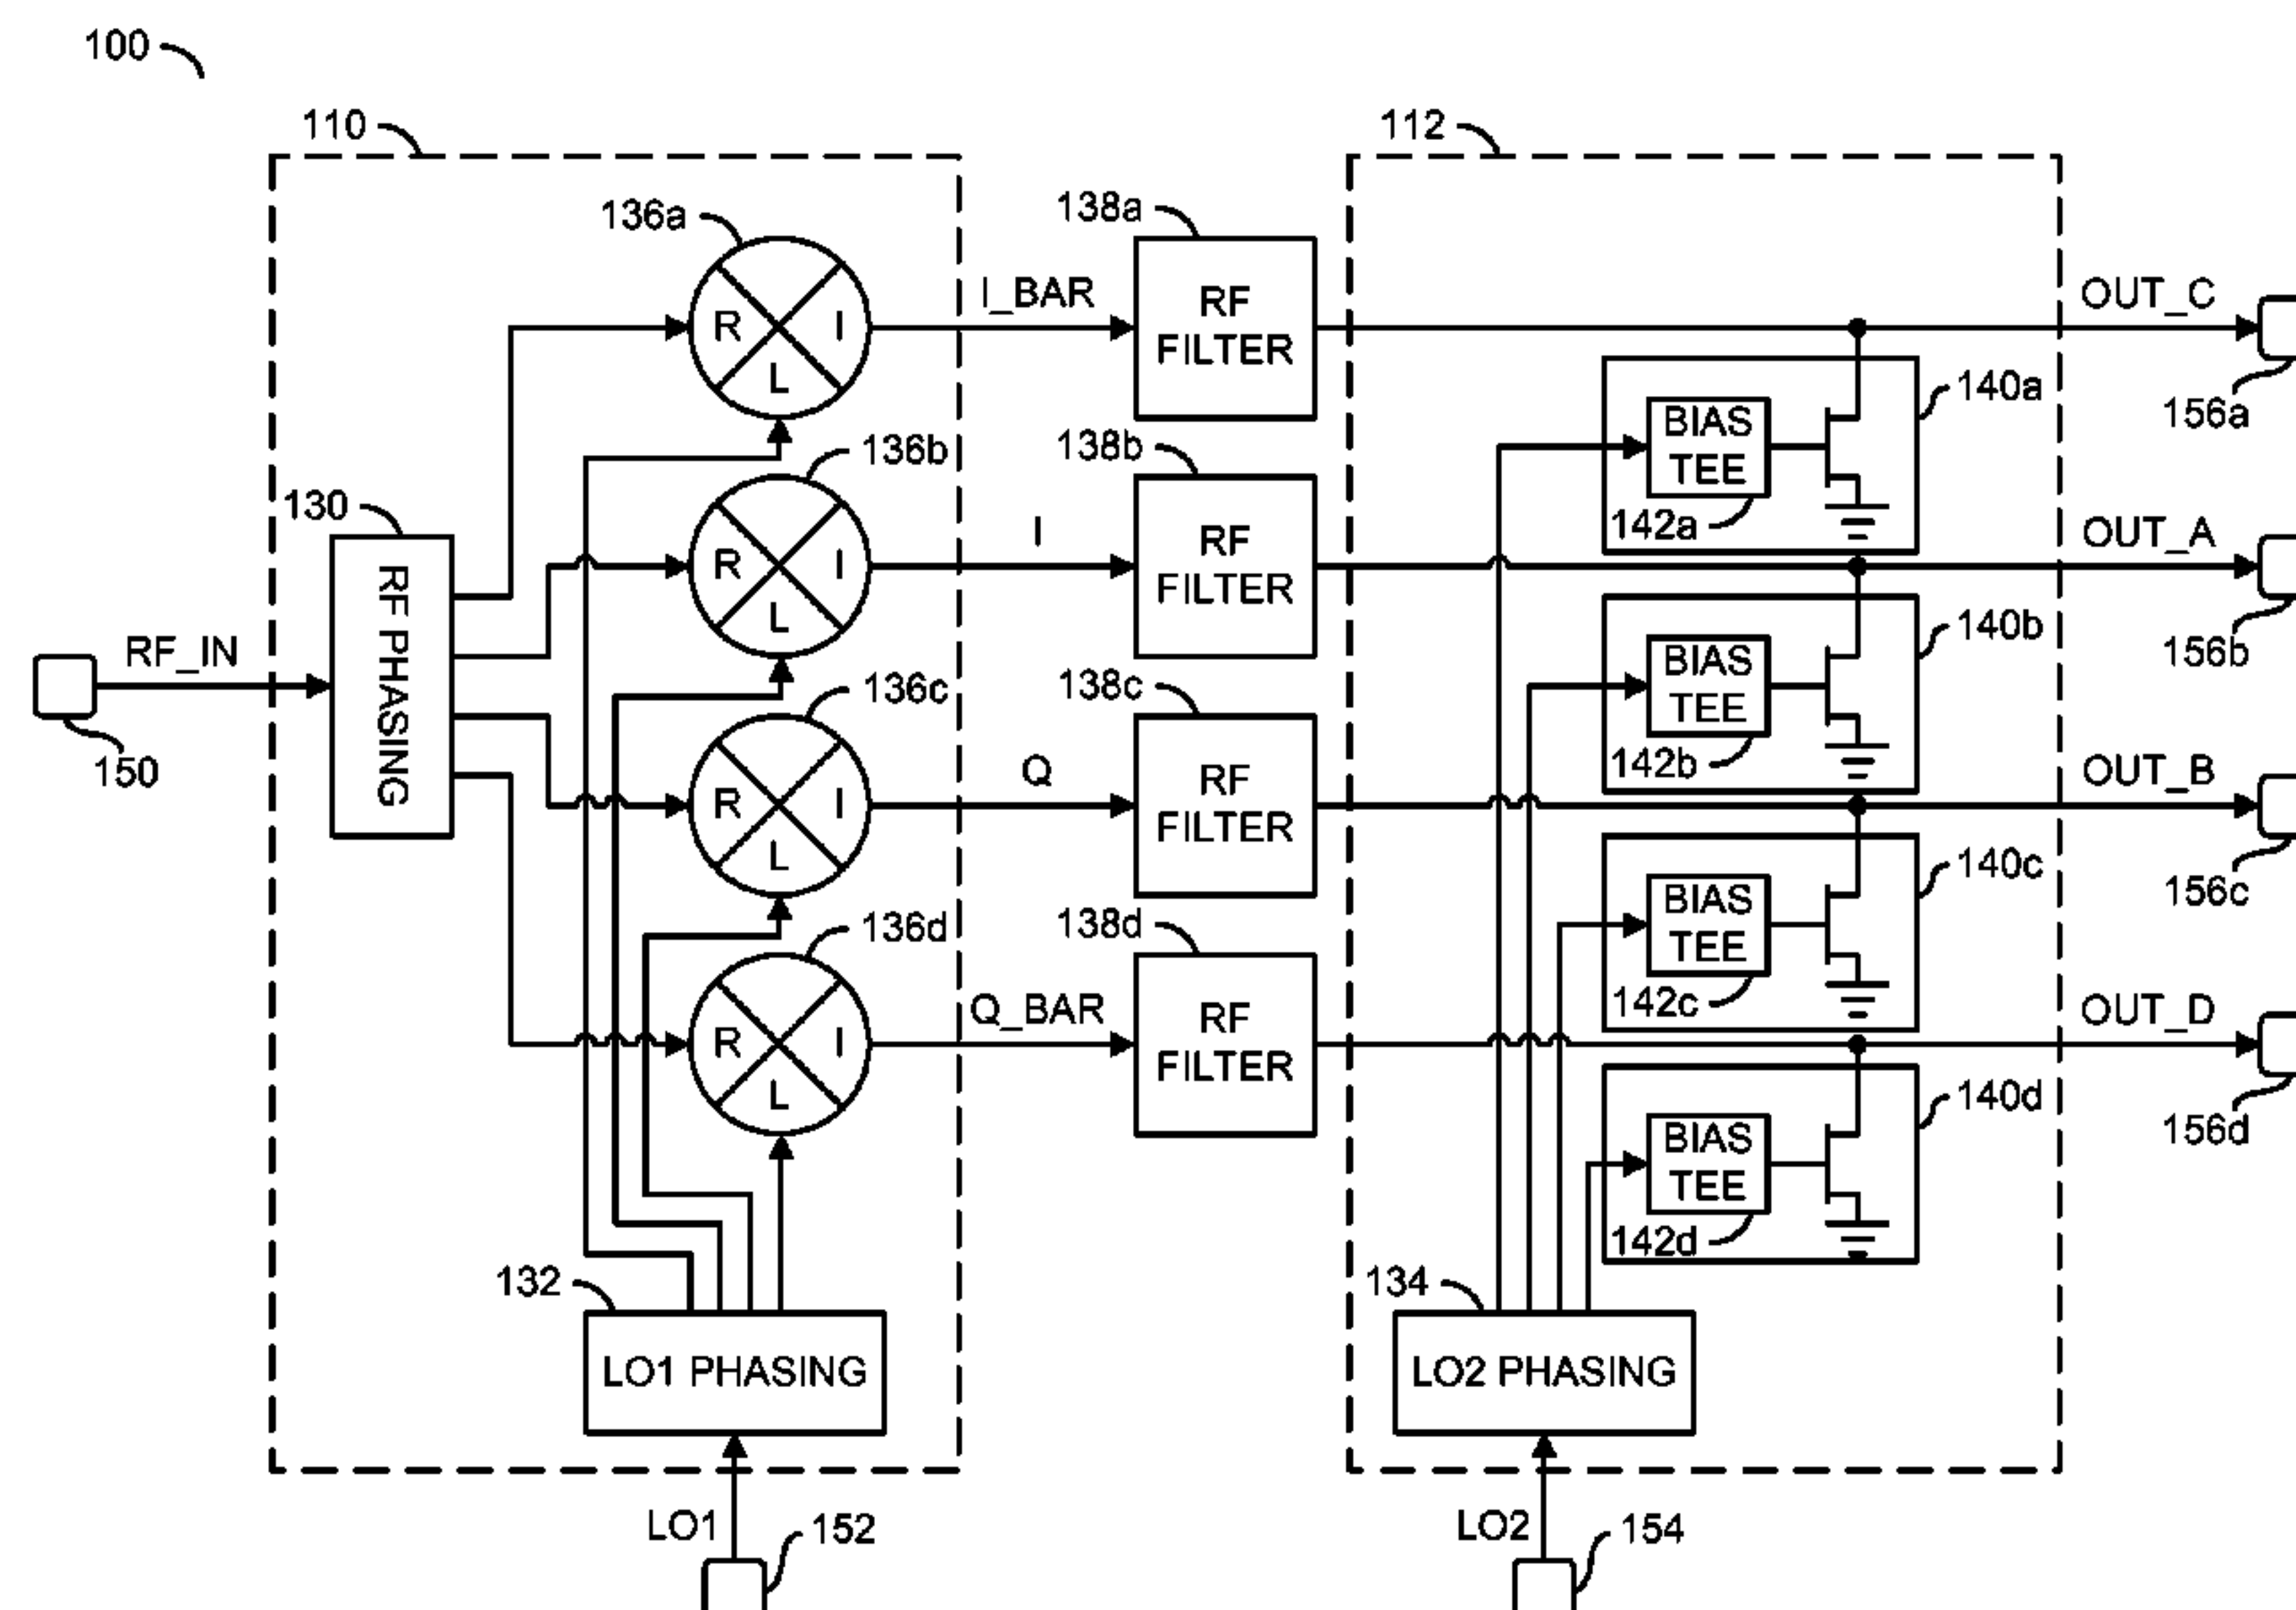 100
110
112
136a
138a
I_BAR
RF
FILTER
OUT_C
R
I
L
140a
BIAS
TEE
142a
156a
136b
138b
130
I
RF
FILTER
OUT_A
R
I
L
RF PHASING
RF_IN
150
140b
BIAS
TEE
142b
156b
136c
138c
Q
RF
FILTER
OUT_B
R
I
L
140c
BIAS
TEE
142c
156c
136d
138d
Q_BAR
RF
FILTER
OUT_D
R
I
L
140d
BIAS
TEE
142d
156d
132
134
LO1 PHASING
LO2 PHASING
LO1
152
LO2
154